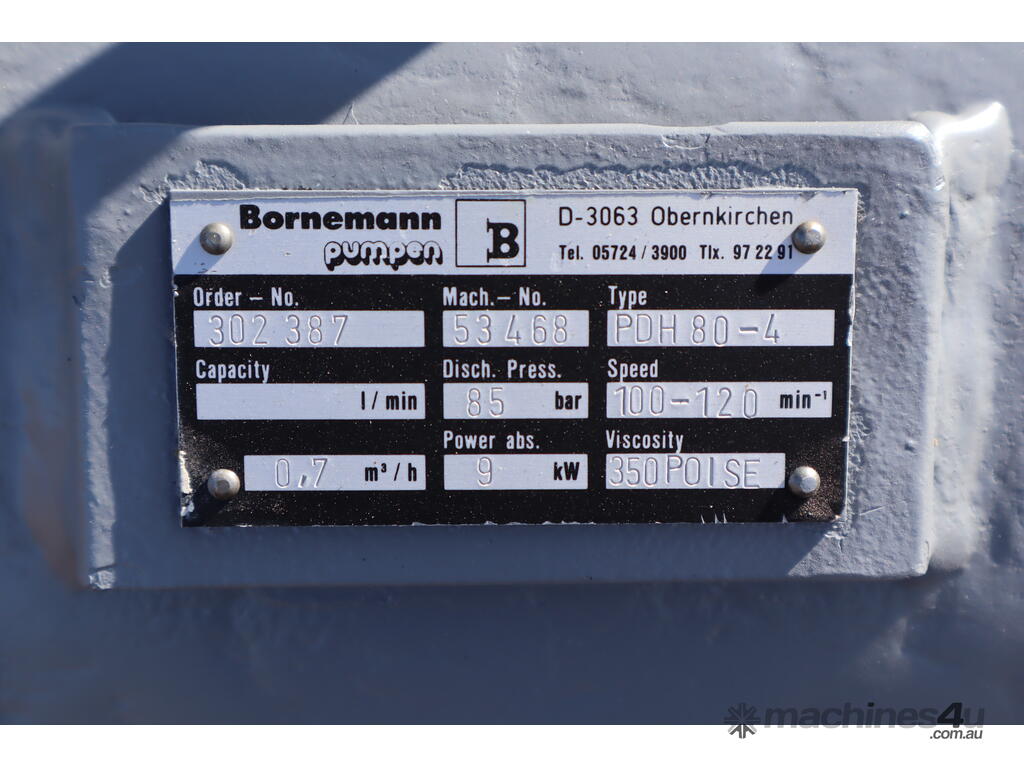 Bornemann B D-3063 Obernkirchen
pumpen Tel. 05724 / 3900 Tlx. 97 22 91
Order – No. Mach.– No. Type
302 387 53 468 PDH 80-4
Capacity Disch. Press. Speed
l / min 85 bar 100-120 min⁻¹
Power abs. Viscosity
0,7 m³ / h 9 kW 350 POISE
machines4u
.com.au